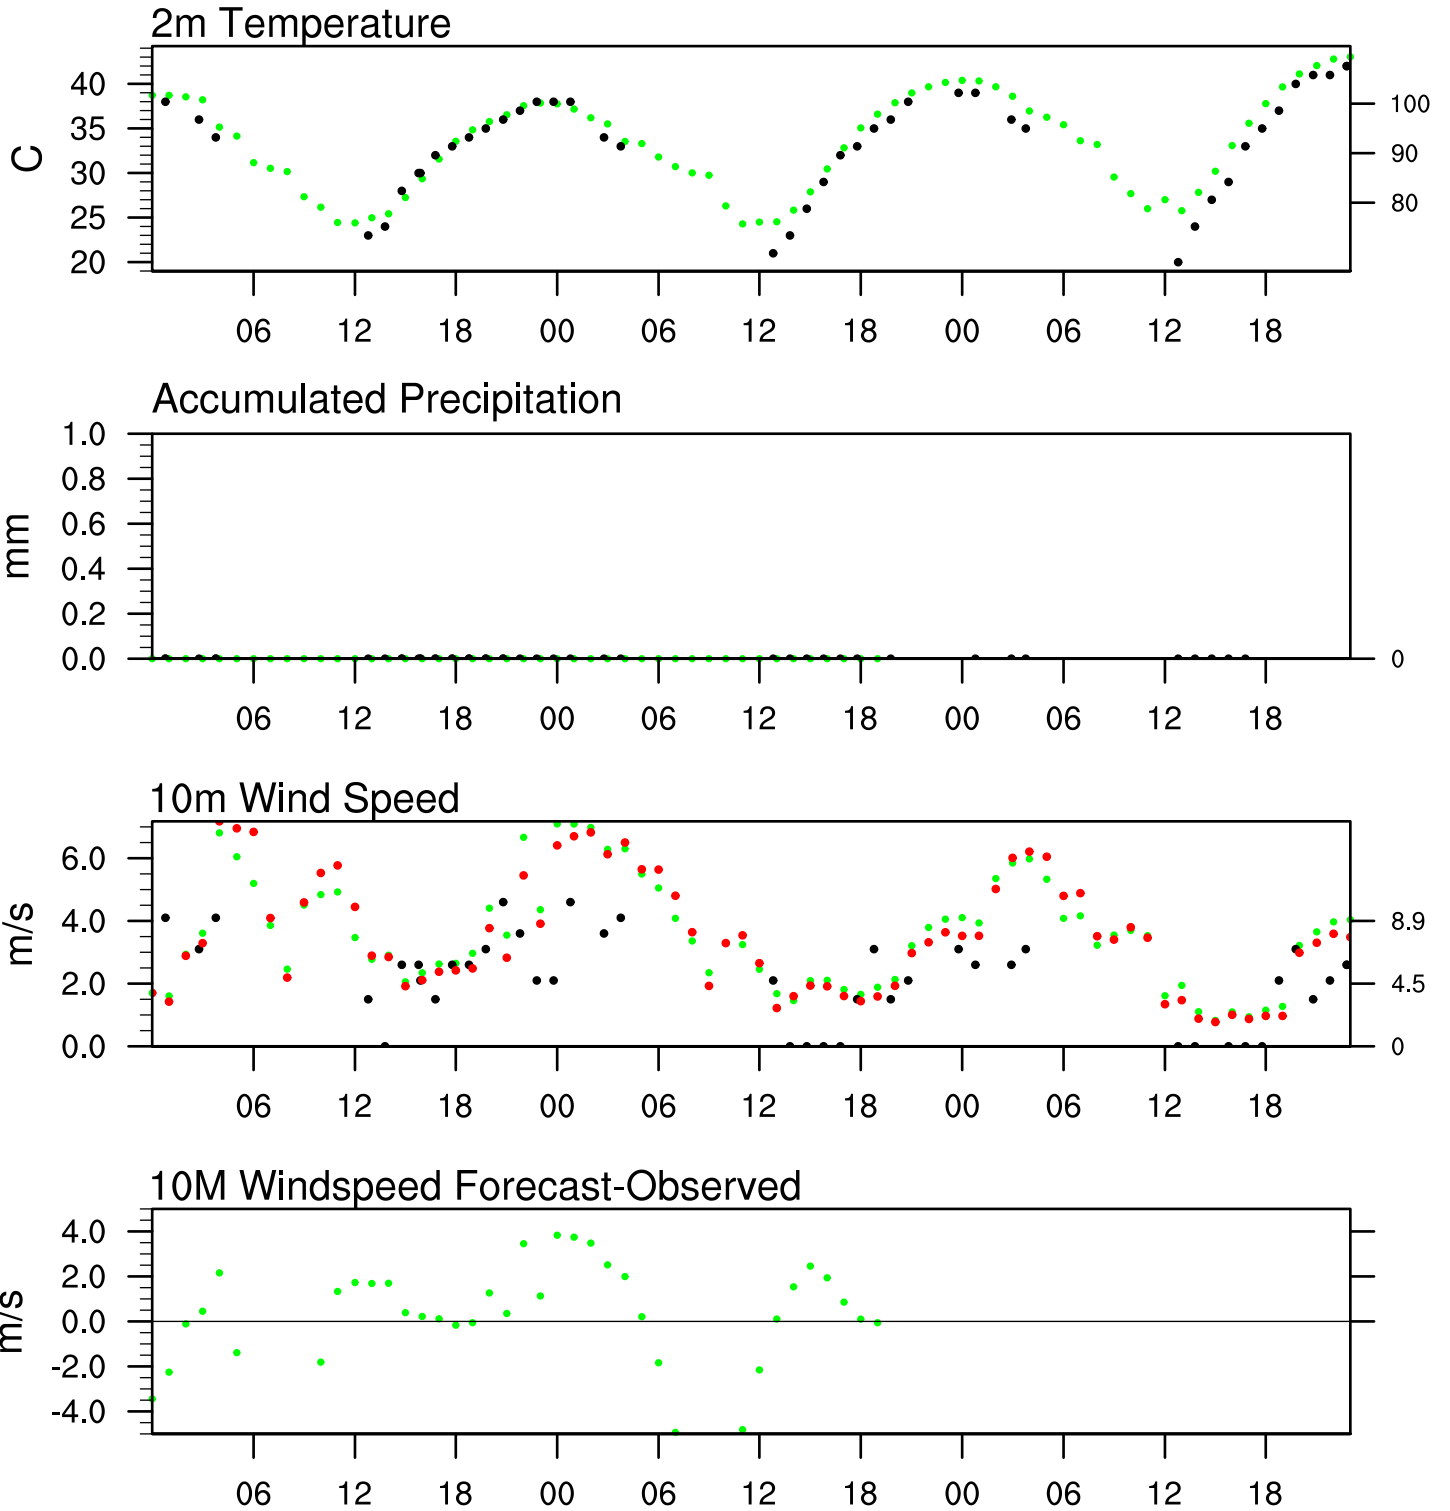 2m Temperature
C
40
35
30
25
20
100
90
80
06 12 18 00 06 12 18 00 06 12 18
Accumulated Precipitation
mm
1.0
0.8
0.6
0.4
0.2
0.0
0
06 12 18 00 06 12 18 00 06 12 18
10m Wind Speed
m/s
6.0
4.0
2.0
0.0
8.9
4.5
0
06 12 18 00 06 12 18 00 06 12 18
10M Windspeed Forecast-Observed
m/s
4.0
2.0
0.0
-2.0
-4.0
06 12 18 00 06 12 18 00 06 12 18